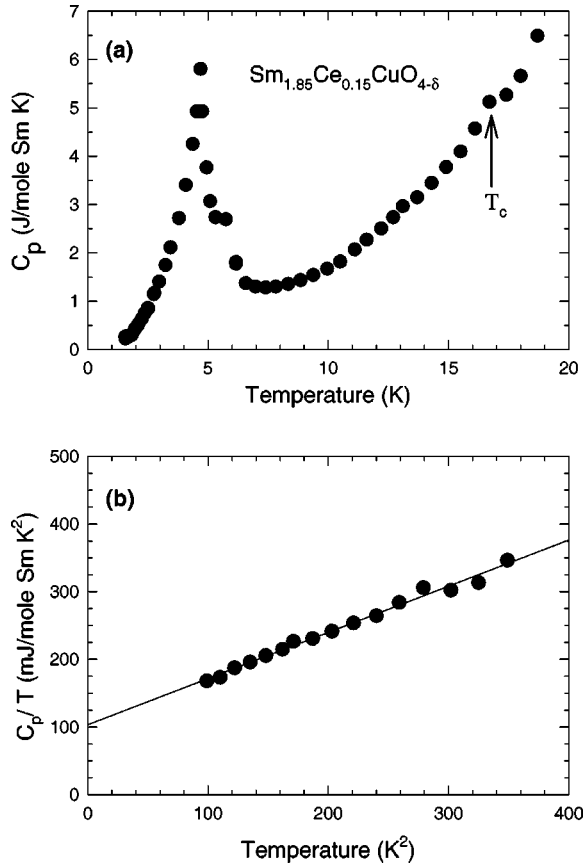 (a)
Sm1.85Ce0.15CuO4-δ
Tc
7
6
5
4
3
2
1
0
Cp (J/mole Sm K)
0 5 10 15 20
Temperature (K)
(b)
500
400
300
200
100
0
Cp/ T (mJ/mole Sm K2)
0 100 200 300 400
Temperature (K2)